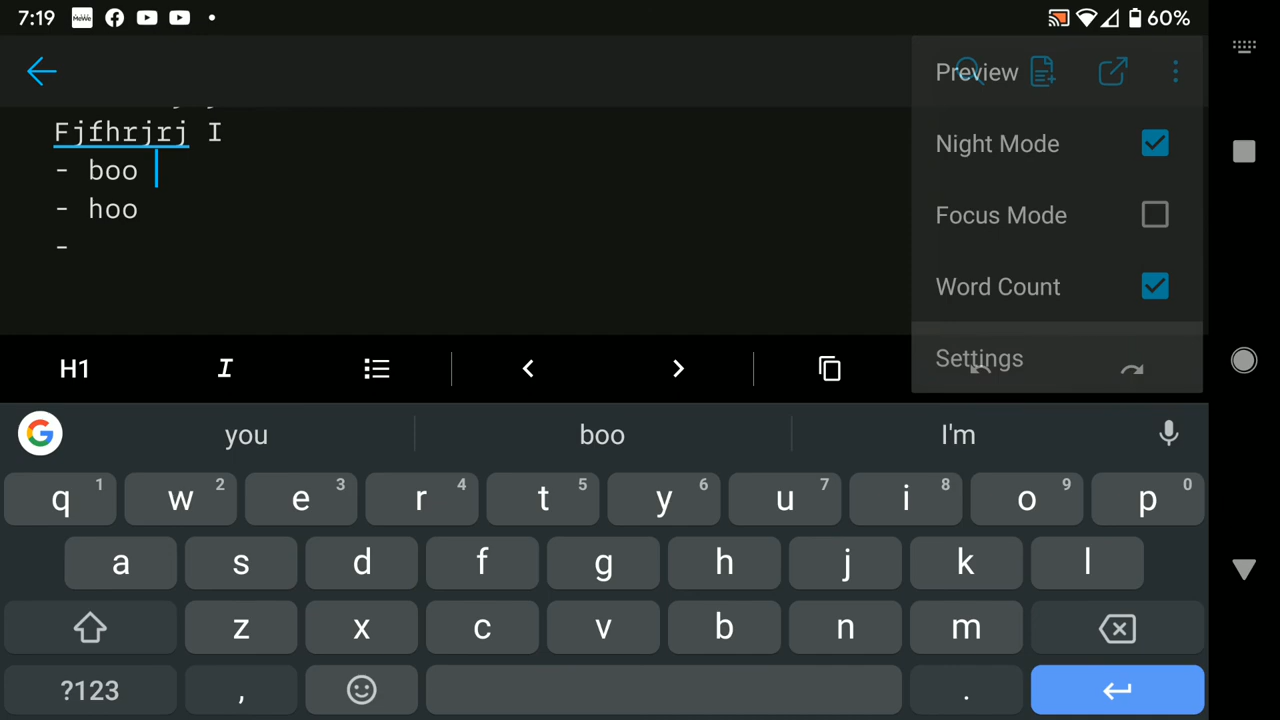 7:19 MeWe 60%
Preview
Fjfhrjrj I
Night Mode
- boo
- hoo
Focus Mode
-
Word Count
H1 I < > Settings
G you boo I'm
q 1 w 2 e 3 r 4 t 5 y 6 u 7 i 8 o 9 p 0
a s d f g h j k l
z x c v b n m
?123 , .